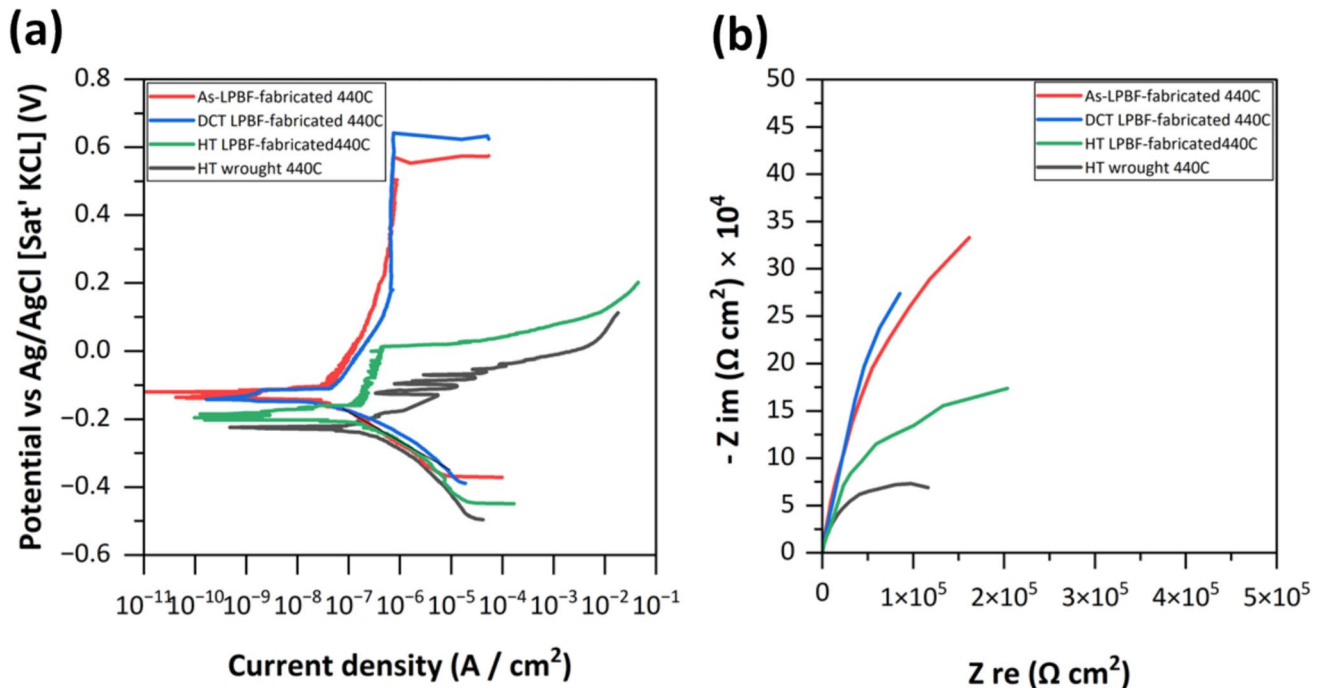 (a)
0.8
0.6
0.4
0.2
0.0
−0.2
−0.4
−0.6
Potential vs Ag/AgCl [Sat' KCL] (V)
As-LPBF-fabricated 440C
DCT LPBF-fabricated 440C
HT LPBF-fabricated440C
HT wrought 440C
10⁻¹¹ 10⁻¹⁰ 10⁻⁹ 10⁻⁸ 10⁻⁷ 10⁻⁶ 10⁻⁵ 10⁻⁴ 10⁻³ 10⁻² 10⁻¹
Current density (A / cm²)
(b)
50
45
40
35
30
25
20
15
10
5
0
- Z im (Ω cm²) × 10⁴
As-LPBF-fabricated 440C
DCT LPBF-fabricated 440C
HT LPBF-fabricated440C
HT wrought 440C
0 1×10⁵ 2×10⁵ 3×10⁵ 4×10⁵ 5×10⁵
Z re (Ω cm²)